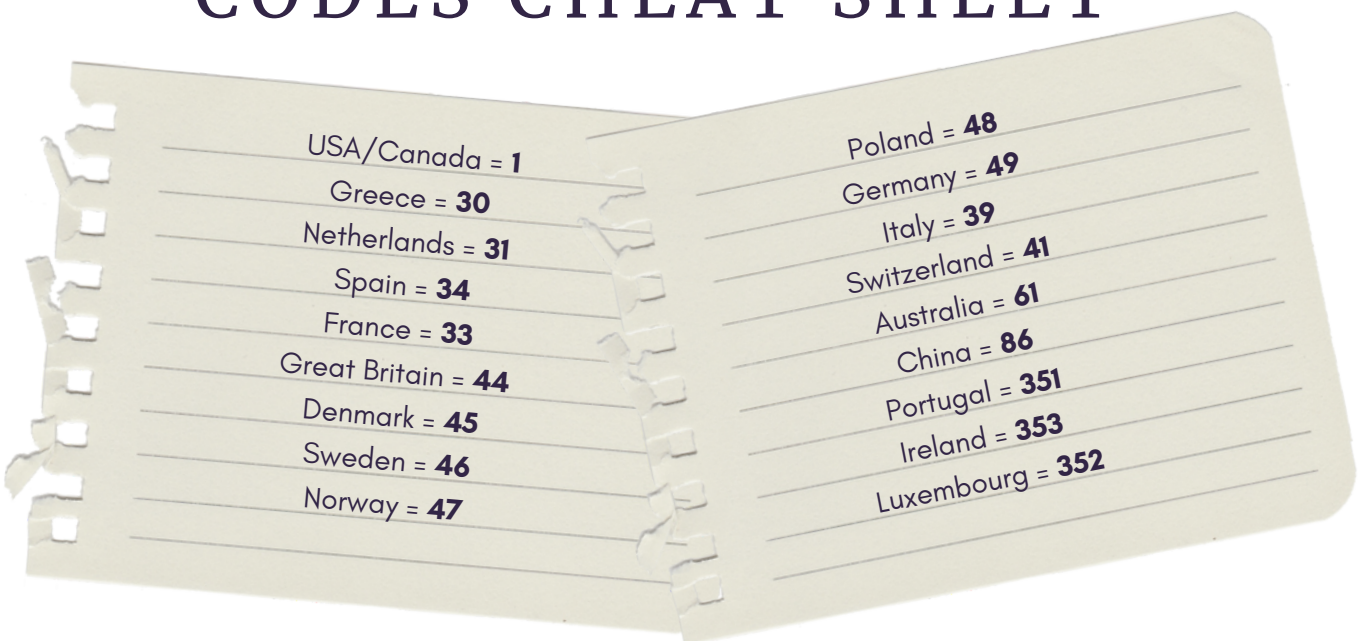 CODES CHEAT SHEET
USA/Canada = 1
Greece = 30
Netherlands = 31
Spain = 34
France = 33
Great Britain = 44
Denmark = 45
Sweden = 46
Norway = 47
Poland = 48
Germany = 49
Italy = 39
Switzerland = 41
Australia = 61
China = 86
Portugal = 351
Ireland = 353
Luxembourg = 352